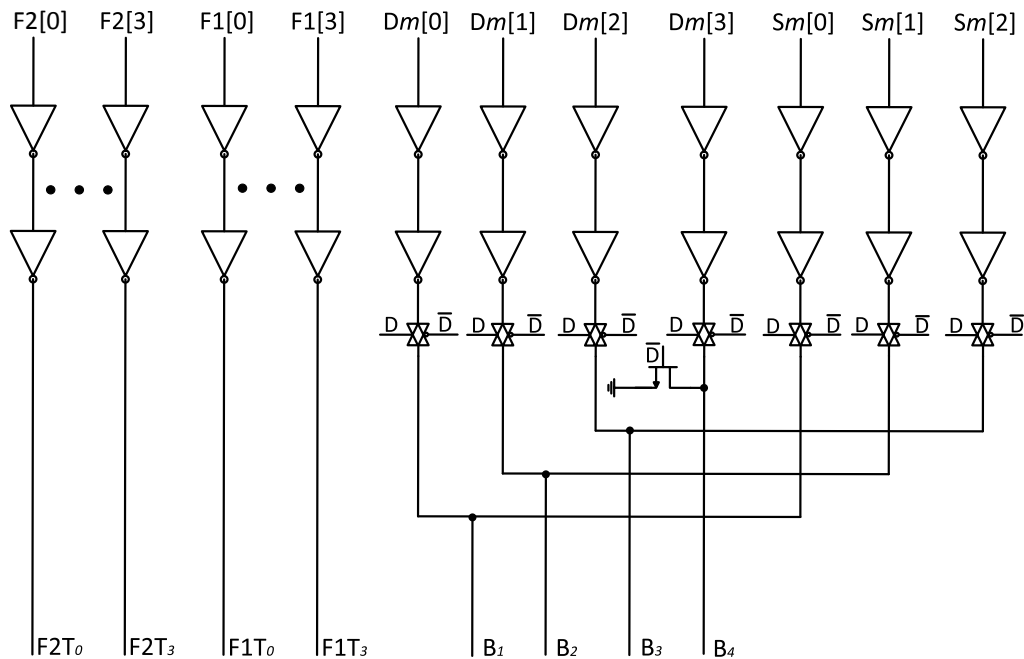 F2[0] F2[3] F1[0] F1[3] Dm[0] Dm[1] Dm[2] Dm[3] Sm[0] Sm[1] Sm[2]
D D̅ D D̅ D D̅ D D̅ D D̅ D D̅ D D̅
D̅
F2T₀ F2T₃ F1T₀ F1T₃ B₁ B₂ B₃ B₄